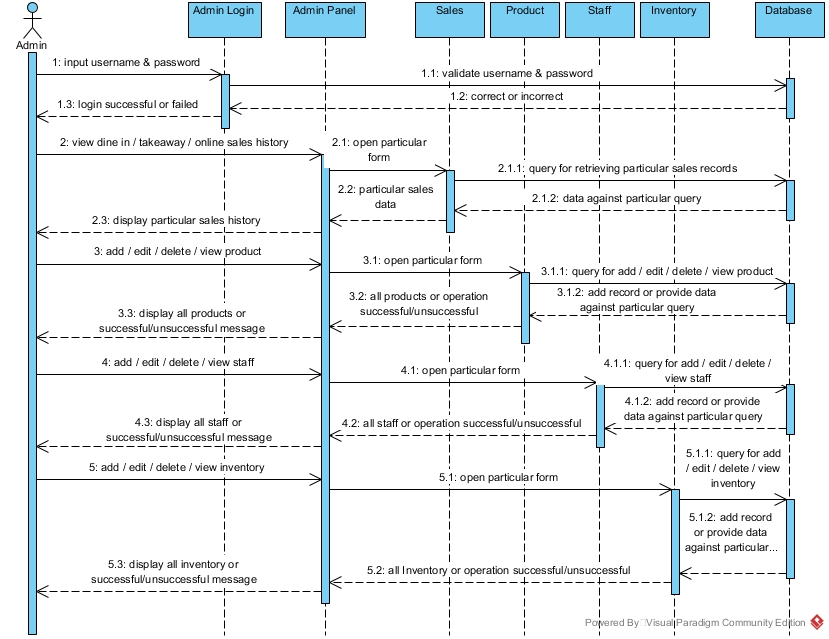 Admin Login
Admin Panel
Sales
Product
Staff
Inventory
Database
Admin
1: input username & password
1.1: validate username & password
1.2: correct or incorrect
1.3: login successful or failed
2: view dine in / takeaway / online sales history
2.1: open particular
form
2.1.1: query for retrieving particular sales records
2.2: particular sales
data
2.1.2: data against particular query
2.3: display particular sales history
3: add / edit / delete / view product
3.1: open particular form
3.1.1: query for add / edit / delete / view product
3.2: all products or operation
successful/unsuccessful
3.1.2: add record or provide data
against particular query
3.3: display all products or
successful/unsuccessful message
4: add / edit / delete / view staff
4.1: open particular form
4.1.1: query for add / edit / delete /
view staff
4.1.2: add record or provide
data against particular query
4.2: all staff or operation successful/unsuccessful
4.3: display all staff or
successful/unsuccessful message
5: add / edit / delete / view inventory
5.1: open particular form
5.1.1: query for add
/ edit / delete / view
inventory
5.1.2: add record
or provide data
against particular...
5.2: all Inventory or operation successful/unsuccessful
5.3: display all inventory or
successful/unsuccessful message
Powered By Visual Paradigm Community Edition